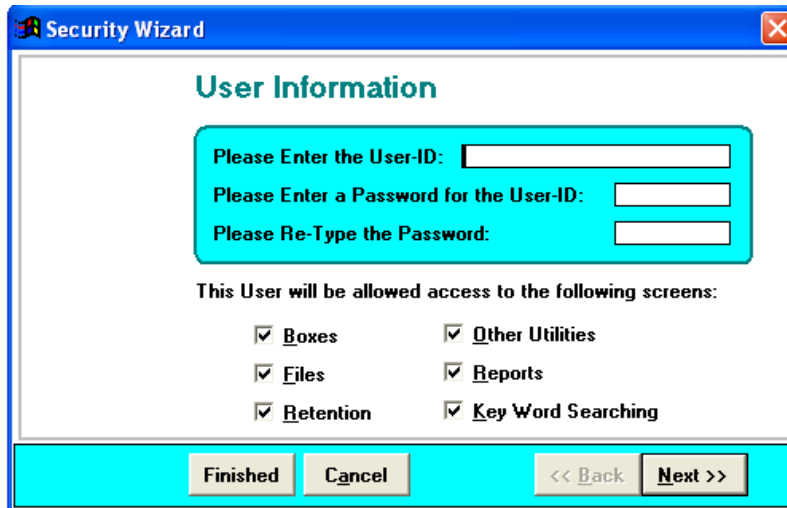 Security Wizard
User Information
Please Enter the User-ID:
Please Enter a Password for the User-ID:
Please Re-Type the Password:
This User will be allowed access to the following screens:
Boxes Other Utilities
Files Reports
Retention Key Word Searching
Finished Cancel << Back Next >>